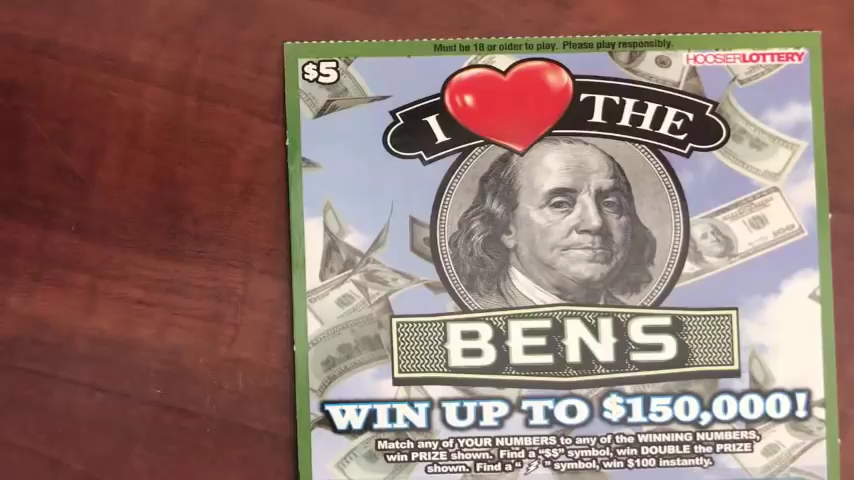 Must be 18 or older to play. Please play responsibly.
$5
HOOSIERLOTTERY
I THE
BENS
WIN UP TO $150,000!
Match any of YOUR NUMBERS to any of the WINNING NUMBERS,
win PRIZE shown. Find a "$$" symbol, win DOUBLE the PRIZE
shown. Find a " " symbol, win $100 instantly.